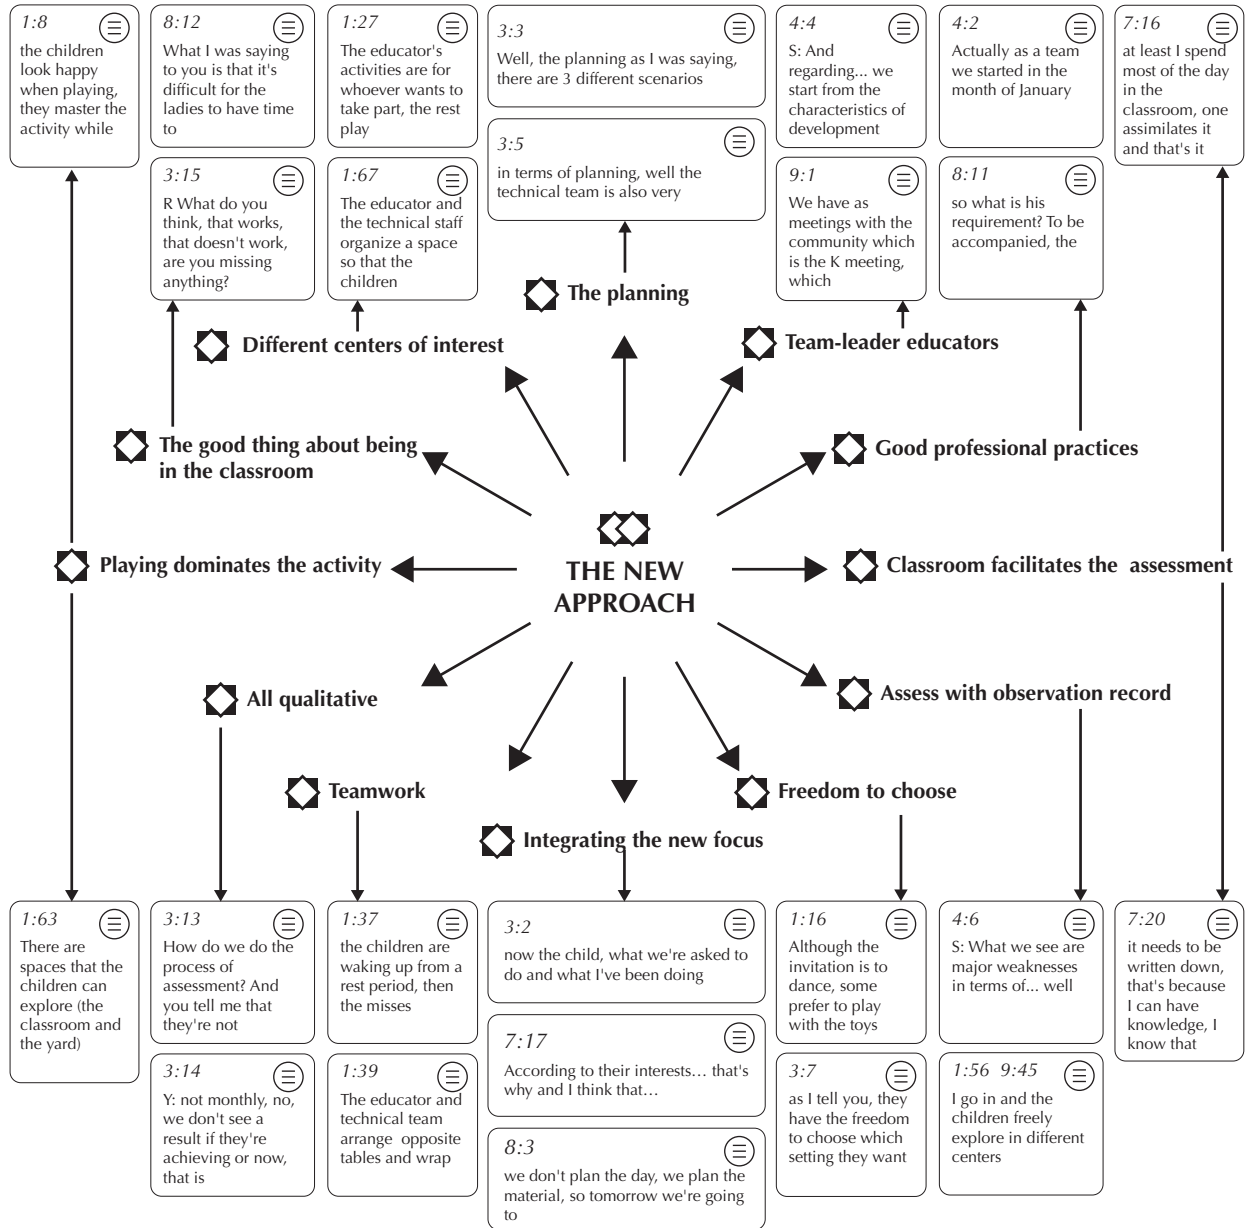 1:8
the children
look happy
when playing,
they master the
activity while
8:12
What I was saying
to you is that it's
difficult for the
ladies to have time
to
1:27
The educator's
activities are for
whoever wants to
take part, the rest
play
3:3
Well, the planning as I was saying,
there are 3 different scenarios
4:4
S: And
regarding... we
start from the
characteristics of
development
4:2
Actually as a team
we started in the
month of January
7:16
at least I spend
most of the day
in the
classroom, one
assimilates it
and that's it
3:15
R What do you
think, that works,
that doesn't work,
are you missing
anything?
1:67
The educator and
the technical staff
organize a space
so that the
children
3:5
in terms of planning, well the
technical team is also very
9:1
We have as
meetings with the
community which
is the K meeting,
which
8:11
so what is his
requirement? To be
accompanied, the
The planning
Different centers of interest
Team-leader educators
The good thing about being
in the classroom
Good professional practices
Playing dominates the activity
THE NEW
APPROACH
Classroom facilitates the assessment
All qualitative
Assess with observation record
Teamwork
Freedom to choose
Integrating the new focus
1:63
There are
spaces that the
children can
explore (the
classroom and
the yard)
3:13
How do we do the
process of
assessment? And
you tell me that
they're not
1:37
the children are
waking up from a
rest period, then
the misses
3:2
now the child, what we're asked to
do and what I've been doing
1:16
Although the
invitation is to
dance, some
prefer to play
with the toys
4:6
S: What we see are
major weaknesses
in terms of... well
7:20
it needs to be
written down,
that's because
I can have
knowledge, I
know that
3:14
Y: not monthly, no,
we don't see a
result if they're
achieving or now,
that is
1:39
The educator and
technical team
arrange opposite
tables and wrap
7:17
According to their interests... that's
why and I think that...
3:7
as I tell you, they
have the freedom
to choose which
setting they want
1:56 9:45
I go in and the
children freely
explore in different
centers
8:3
we don't plan the day, we plan the
material, so tomorrow we're going
to